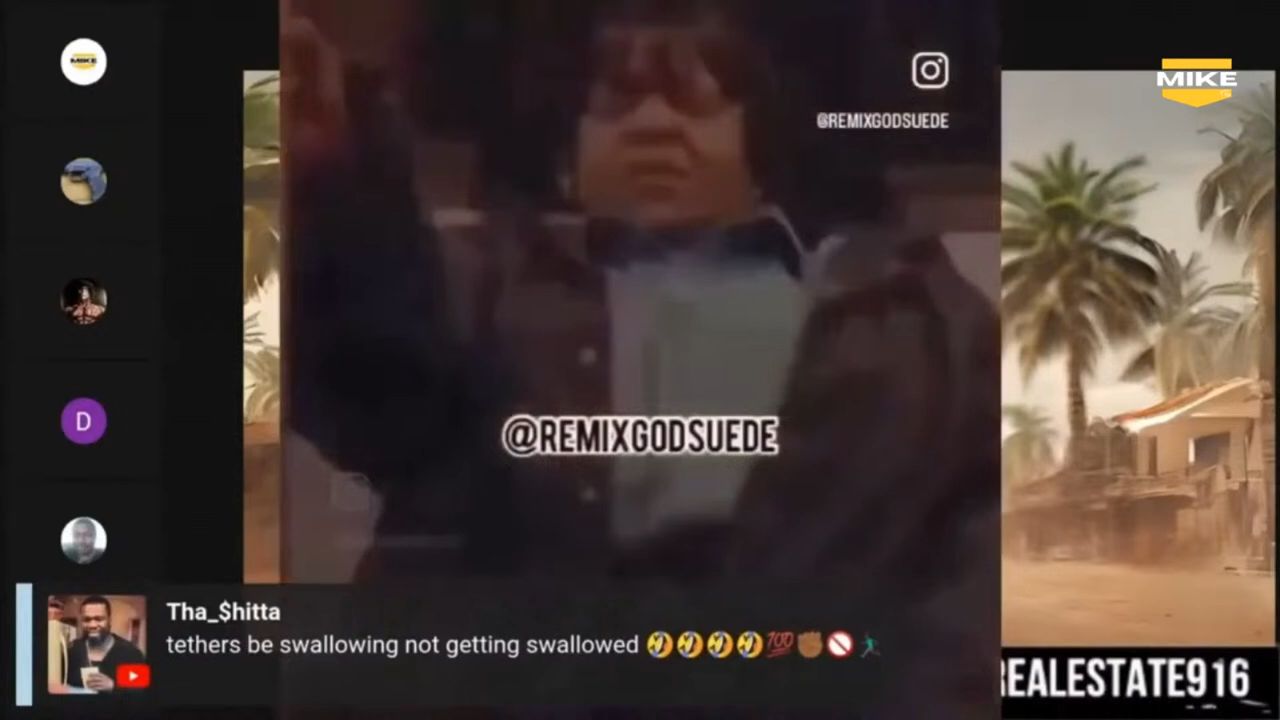 MIKE
MIKE
@REMIXGODSUEDE
@REMIXGODSUEDE
D
Tha_$hitta
tethers be swallowing not getting swallowed 🤣🤣🤣🤣💯✊🏾🚫🏃🏿‍♂️
REALESTATE916